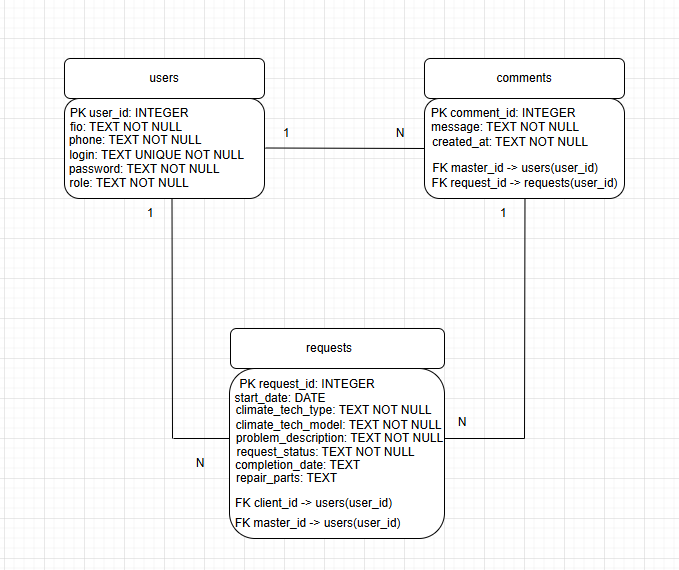 users
PK user_id: INTEGER
fio: TEXT NOT NULL
phone: TEXT NOT NULL
login: TEXT UNIQUE NOT NULL
password: TEXT NOT NULL
role: TEXT NOT NULL
1
N
comments
PK comment_id: INTEGER
message: TEXT NOT NULL
created_at: TEXT NOT NULL
FK master_id -> users(user_id)
FK request_id -> requests(user_id)
1
1
requests
PK request_id: INTEGER
start_date: DATE
climate_tech_type: TEXT NOT NULL
climate_tech_model: TEXT NOT NULL
problem_description: TEXT NOT NULL
request_status: TEXT NOT NULL
completion_date: TEXT
repair_parts: TEXT
FK client_id -> users(user_id)
FK master_id -> users(user_id)
N
N